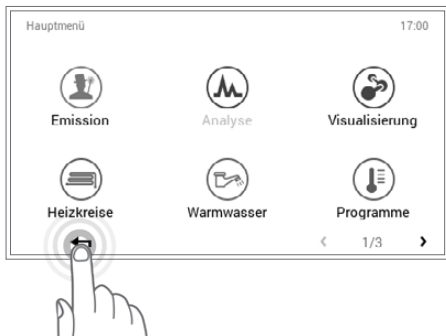 Hauptmenü 17:00
Emission Analyse Visualisierung
Heizkreise Warmwasser Programme
1/3